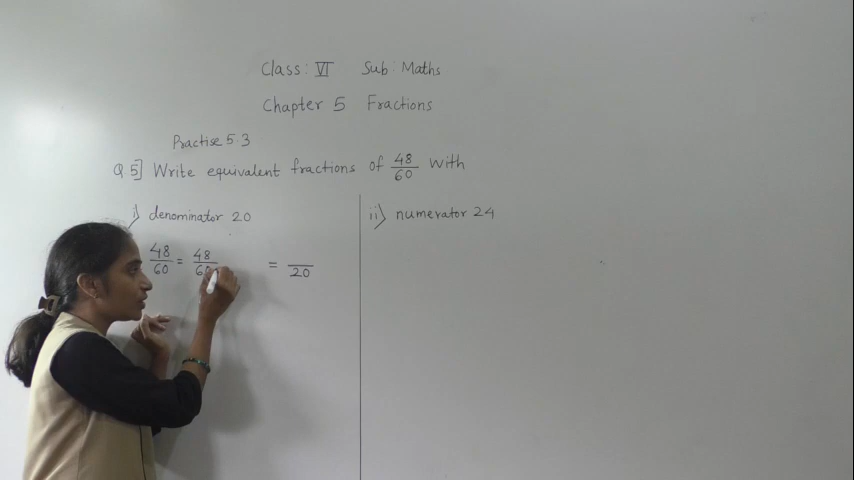 Class: VI Sub: Maths
Chapter 5 Fractions
Practise 5.3
Q 5] Write equivalent fractions of 48/60 with
i) denominator 20
48/60 = 48/60 = /20
ii) numerator 24